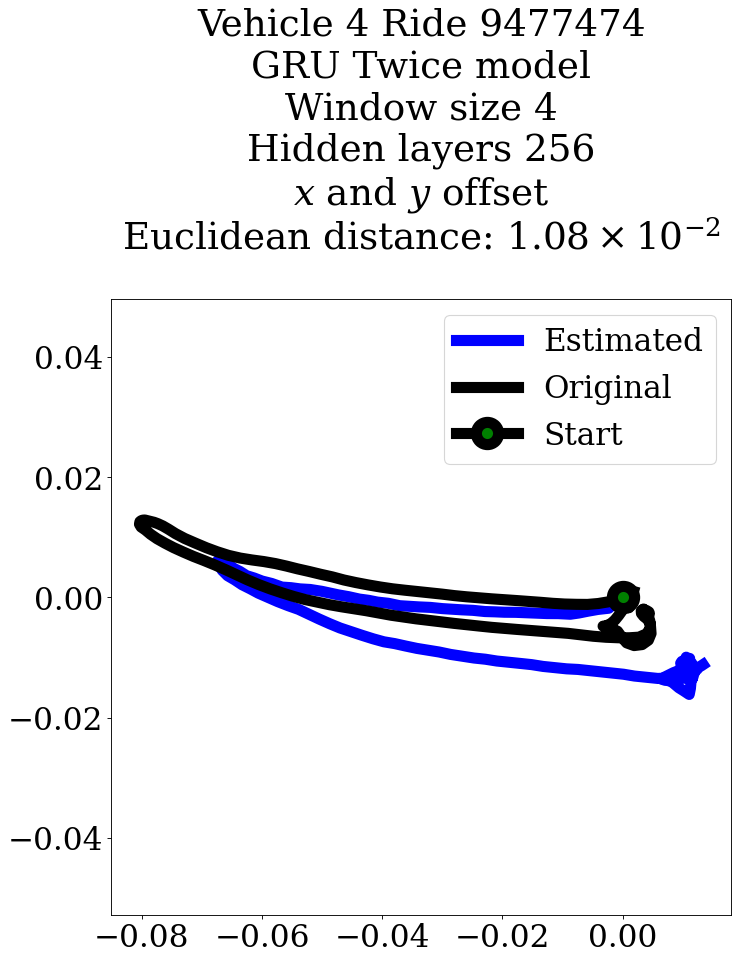 Vehicle 4 Ride 9477474
GRU Twice model
Window size 4
Hidden layers 256
x and y offset
Euclidean distance: 1.08 × 10⁻²
Estimated
Original
Start
0.04
0.02
0.00
−0.02
−0.04
−0.08 −0.06 −0.04 −0.02 0.00